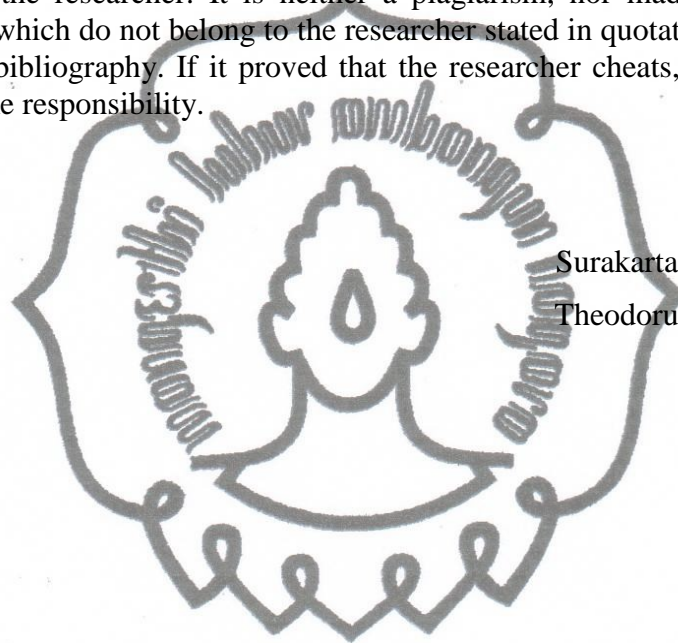 the researcher. It is neither a plagiarism, nor mad
which do not belong to the researcher stated in quotat
bibliography. If it proved that the researcher cheats,
e responsibility.
Surakarta
Theodoru